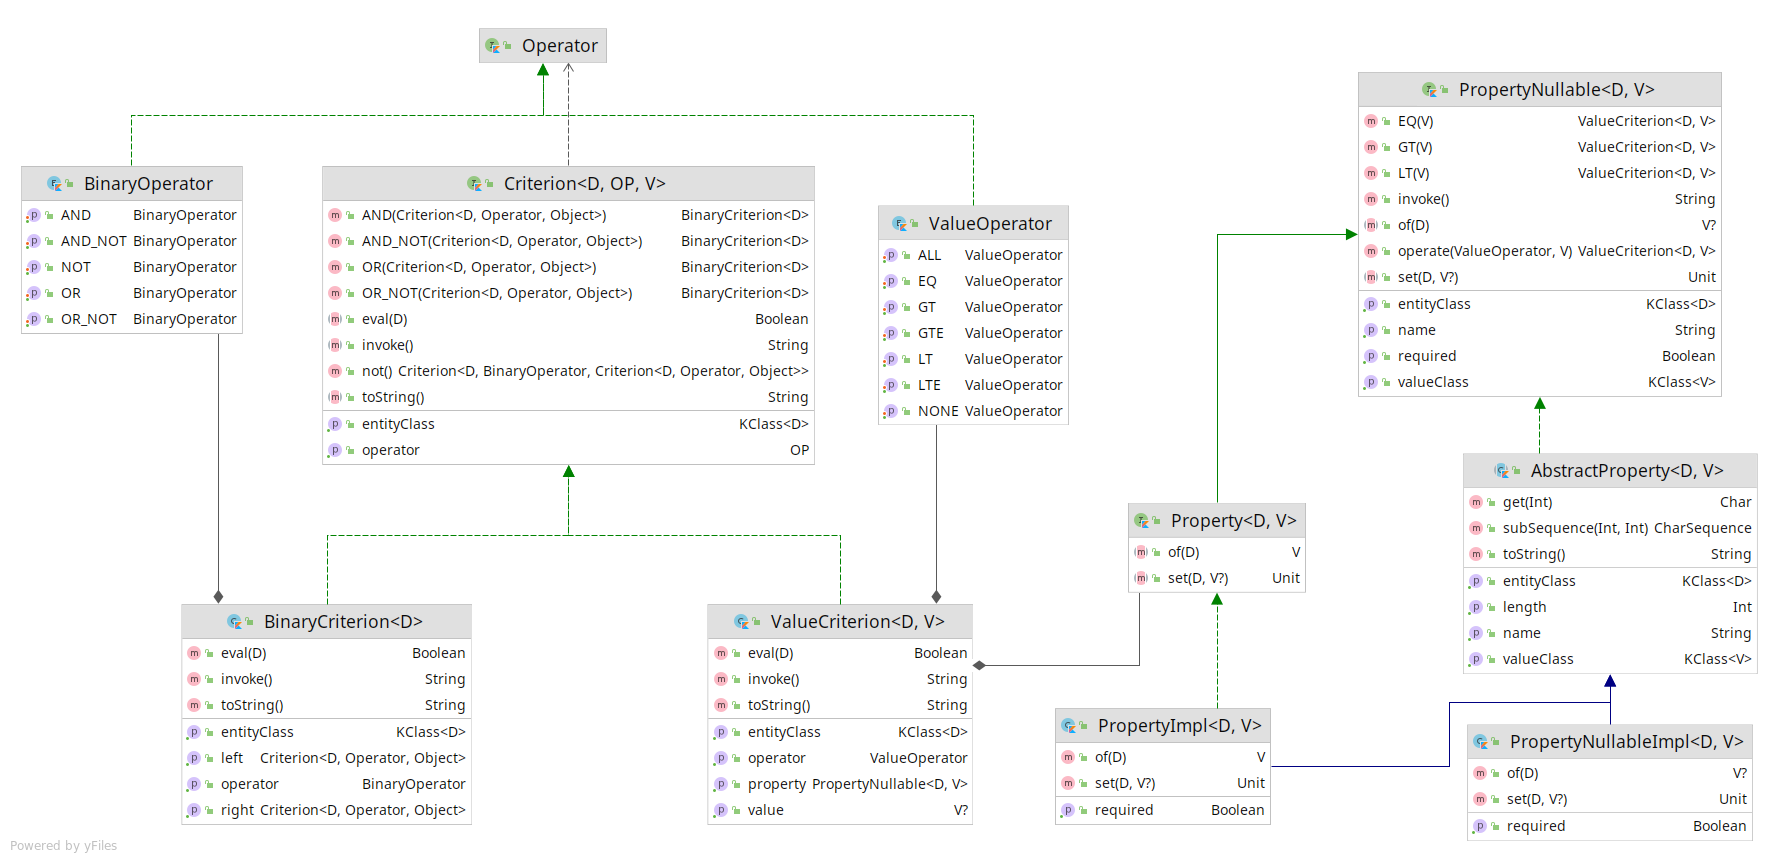 Operator
BinaryOperator
AND BinaryOperator
AND_NOT BinaryOperator
NOT BinaryOperator
OR BinaryOperator
OR_NOT BinaryOperator
Criterion<D, OP, V>
AND(Criterion<D, Operator, Object>) BinaryCriterion<D>
AND_NOT(Criterion<D, Operator, Object>) BinaryCriterion<D>
OR(Criterion<D, Operator, Object>) BinaryCriterion<D>
OR_NOT(Criterion<D, Operator, Object>) BinaryCriterion<D>
eval(D) Boolean
invoke() String
not() Criterion<D, BinaryOperator, Criterion<D, Operator, Object>>
toString() String
entityClass KClass<D>
operator OP
ValueOperator
ALL ValueOperator
EQ ValueOperator
GT ValueOperator
GTE ValueOperator
LT ValueOperator
LTE ValueOperator
NONE ValueOperator
PropertyNullable<D, V>
EQ(V) ValueCriterion<D, V>
GT(V) ValueCriterion<D, V>
LT(V) ValueCriterion<D, V>
invoke() String
of(D) V?
operate(ValueOperator, V) ValueCriterion<D, V>
set(D, V?) Unit
entityClass KClass<D>
name String
required Boolean
valueClass KClass<V>
Property<D, V>
of(D) V
set(D, V?) Unit
AbstractProperty<D, V>
get(Int) Char
subSequence(Int, Int) CharSequence
toString() String
entityClass KClass<D>
length Int
name String
valueClass KClass<V>
BinaryCriterion<D>
eval(D) Boolean
invoke() String
toString() String
entityClass KClass<D>
left Criterion<D, Operator, Object>
operator BinaryOperator
right Criterion<D, Operator, Object>
ValueCriterion<D, V>
eval(D) Boolean
invoke() String
toString() String
entityClass KClass<D>
operator ValueOperator
property PropertyNullable<D, V>
value V?
PropertyImpl<D, V>
of(D) V
set(D, V?) Unit
required Boolean
PropertyNullableImpl<D, V>
of(D) V?
set(D, V?) Unit
required Boolean
Powered by yFiles